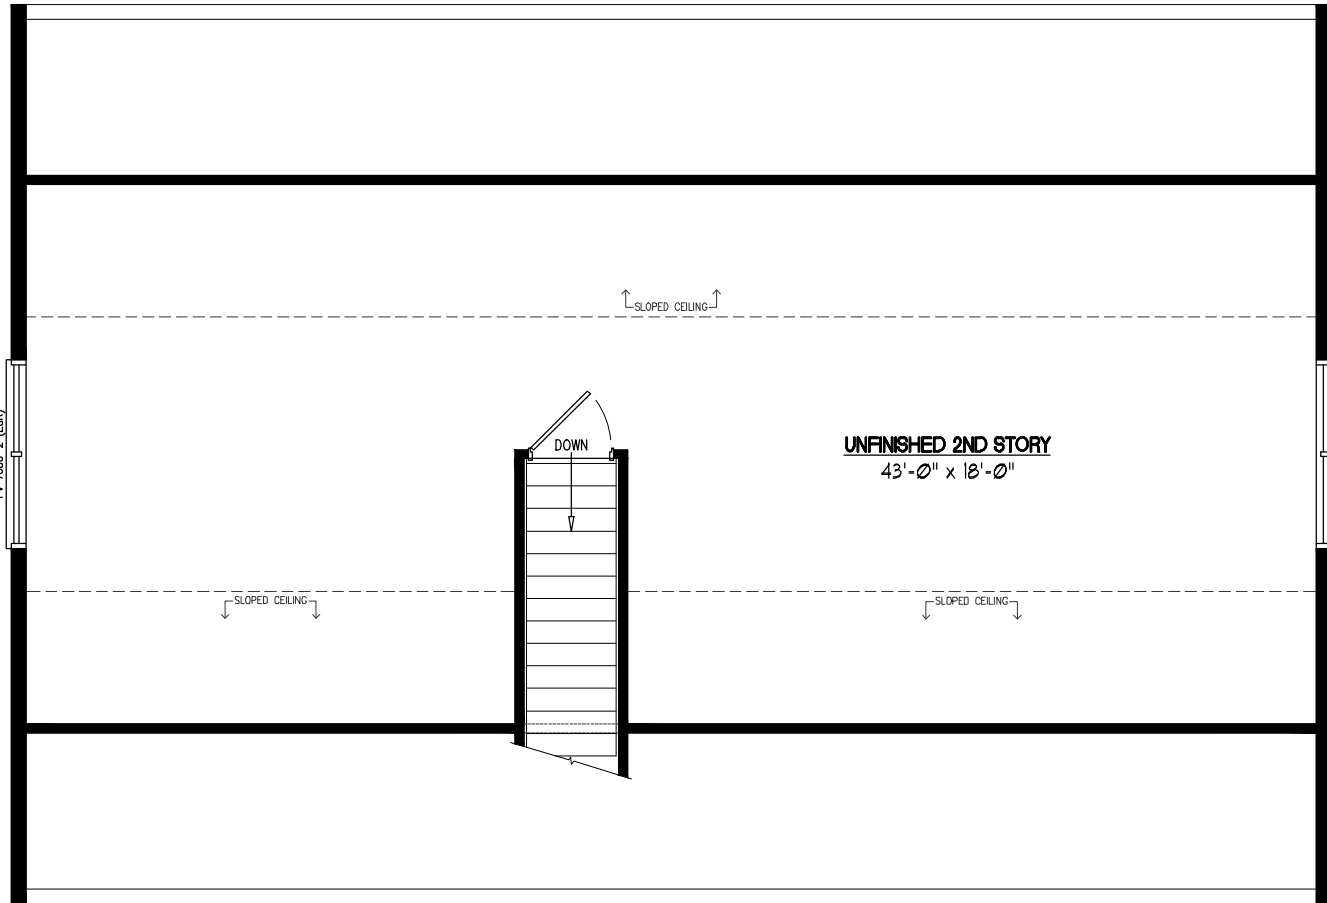 SLOPED CEILING
DOWN
UNFINISHED 2ND STORY
43'-0" x 18'-0"
SLOPED CEILING
SLOPED CEILING